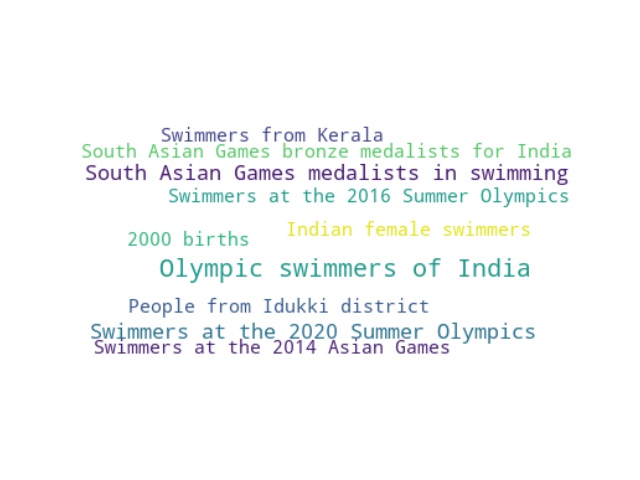 Swimmers from Kerala
South Asian Games bronze medalists for India
South Asian Games medalists in swimming
Swimmers at the 2016 Summer Olympics
Indian female swimmers
2000 births
Olympic swimmers of India
People from Idukki district
Swimmers at the 2020 Summer Olympics
Swimmers at the 2014 Asian Games